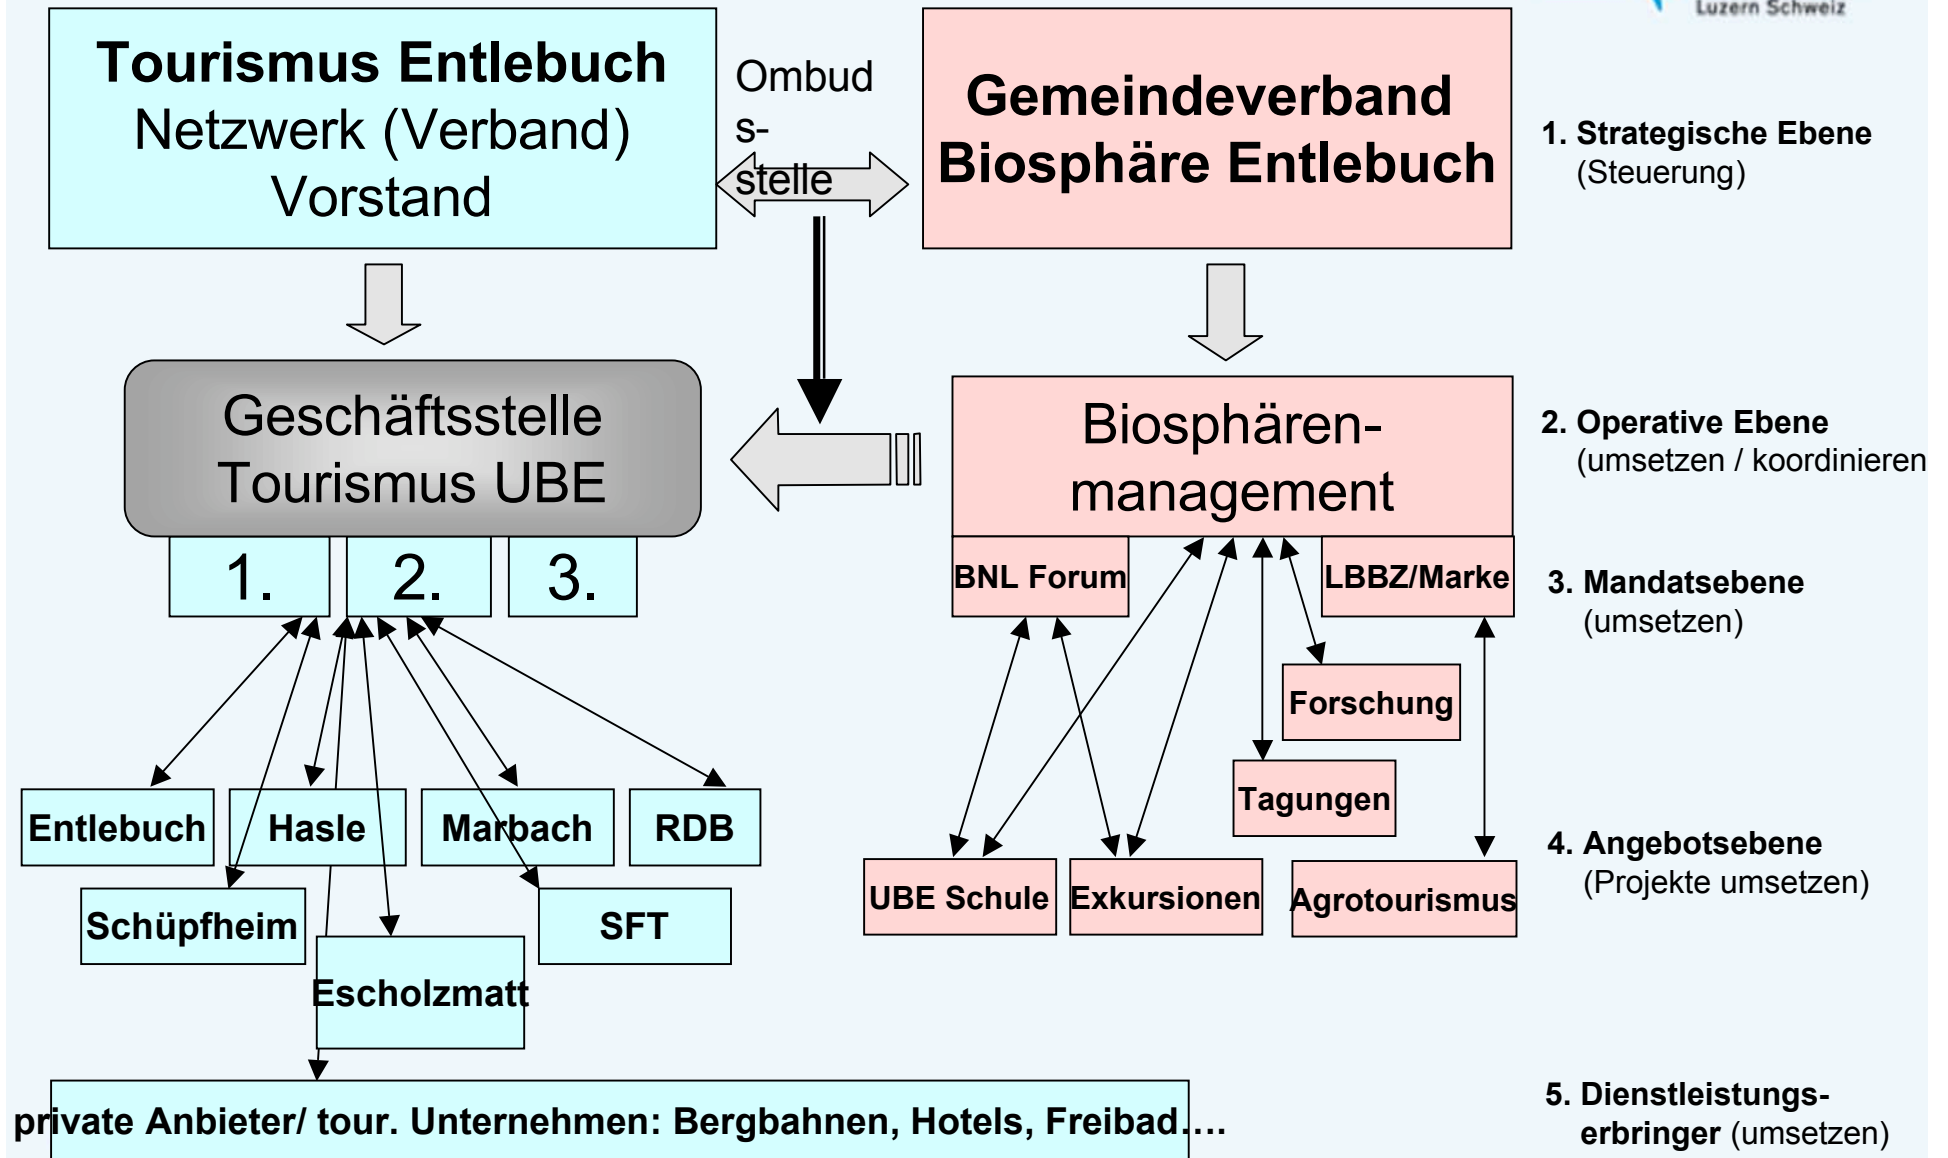 Luzern Schweiz
Tourismus Entlebuch
Netzwerk (Verband)
Vorstand
Ombud
s-
stelle
Gemeindeverband
Biosphäre Entlebuch
1. Strategische Ebene
(Steuerung)
Geschäftsstelle
Tourismus UBE
Biosphären-
management
2. Operative Ebene
(umsetzen / koordinieren
1.
2.
3.
BNL Forum
LBBZ/Marke
3. Mandatsebene
(umsetzen)
Forschung
Tagungen
Entlebuch
Hasle
Marbach
RDB
Schüpfheim
SFT
Escholzmatt
UBE Schule
Exkursionen
Agrotourismus
4. Angebotsebene
(Projekte umsetzen)
private Anbieter/ tour. Unternehmen: Bergbahnen, Hotels, Freibad….
5. Dienstleistungs-
erbringer (umsetzen)